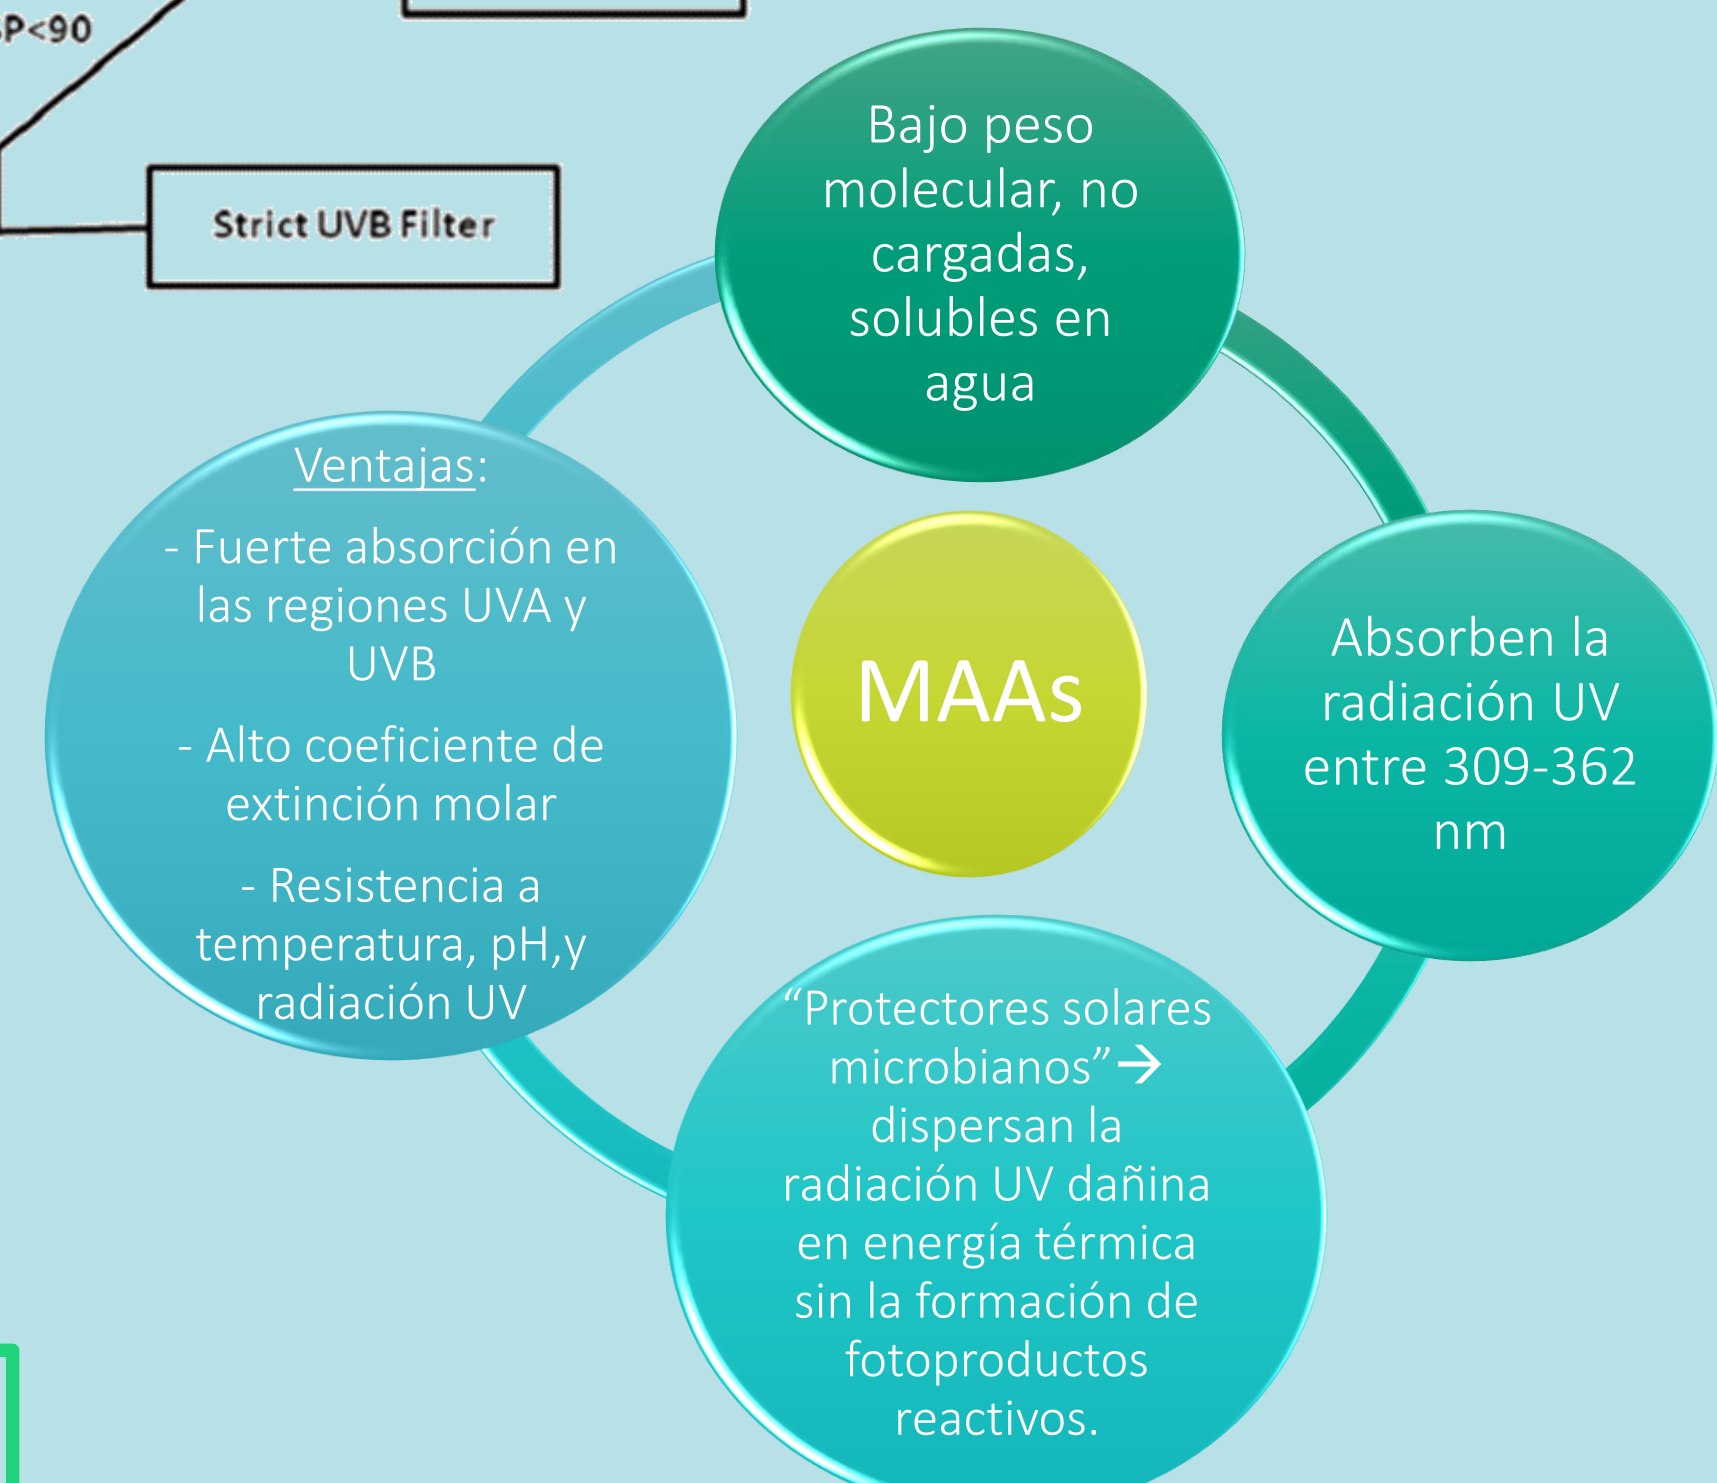 Strict UVB Filter
Bajo peso
molecular, no
cargadas,
solubles en
agua
Ventajas:
- Fuerte absorción en
las regiones UVA y
UVB
- Alto coeficiente de
extinción molar
- Resistencia a
temperatura, pH,y
radiación UV
MAAs
Absorben la
radiación UV
entre 309-362
nm
“Protectores solares
microbianos”→
dispersan la
radiación UV dañina
en energía térmica
sin la formación de
fotoproductos
reactivos.